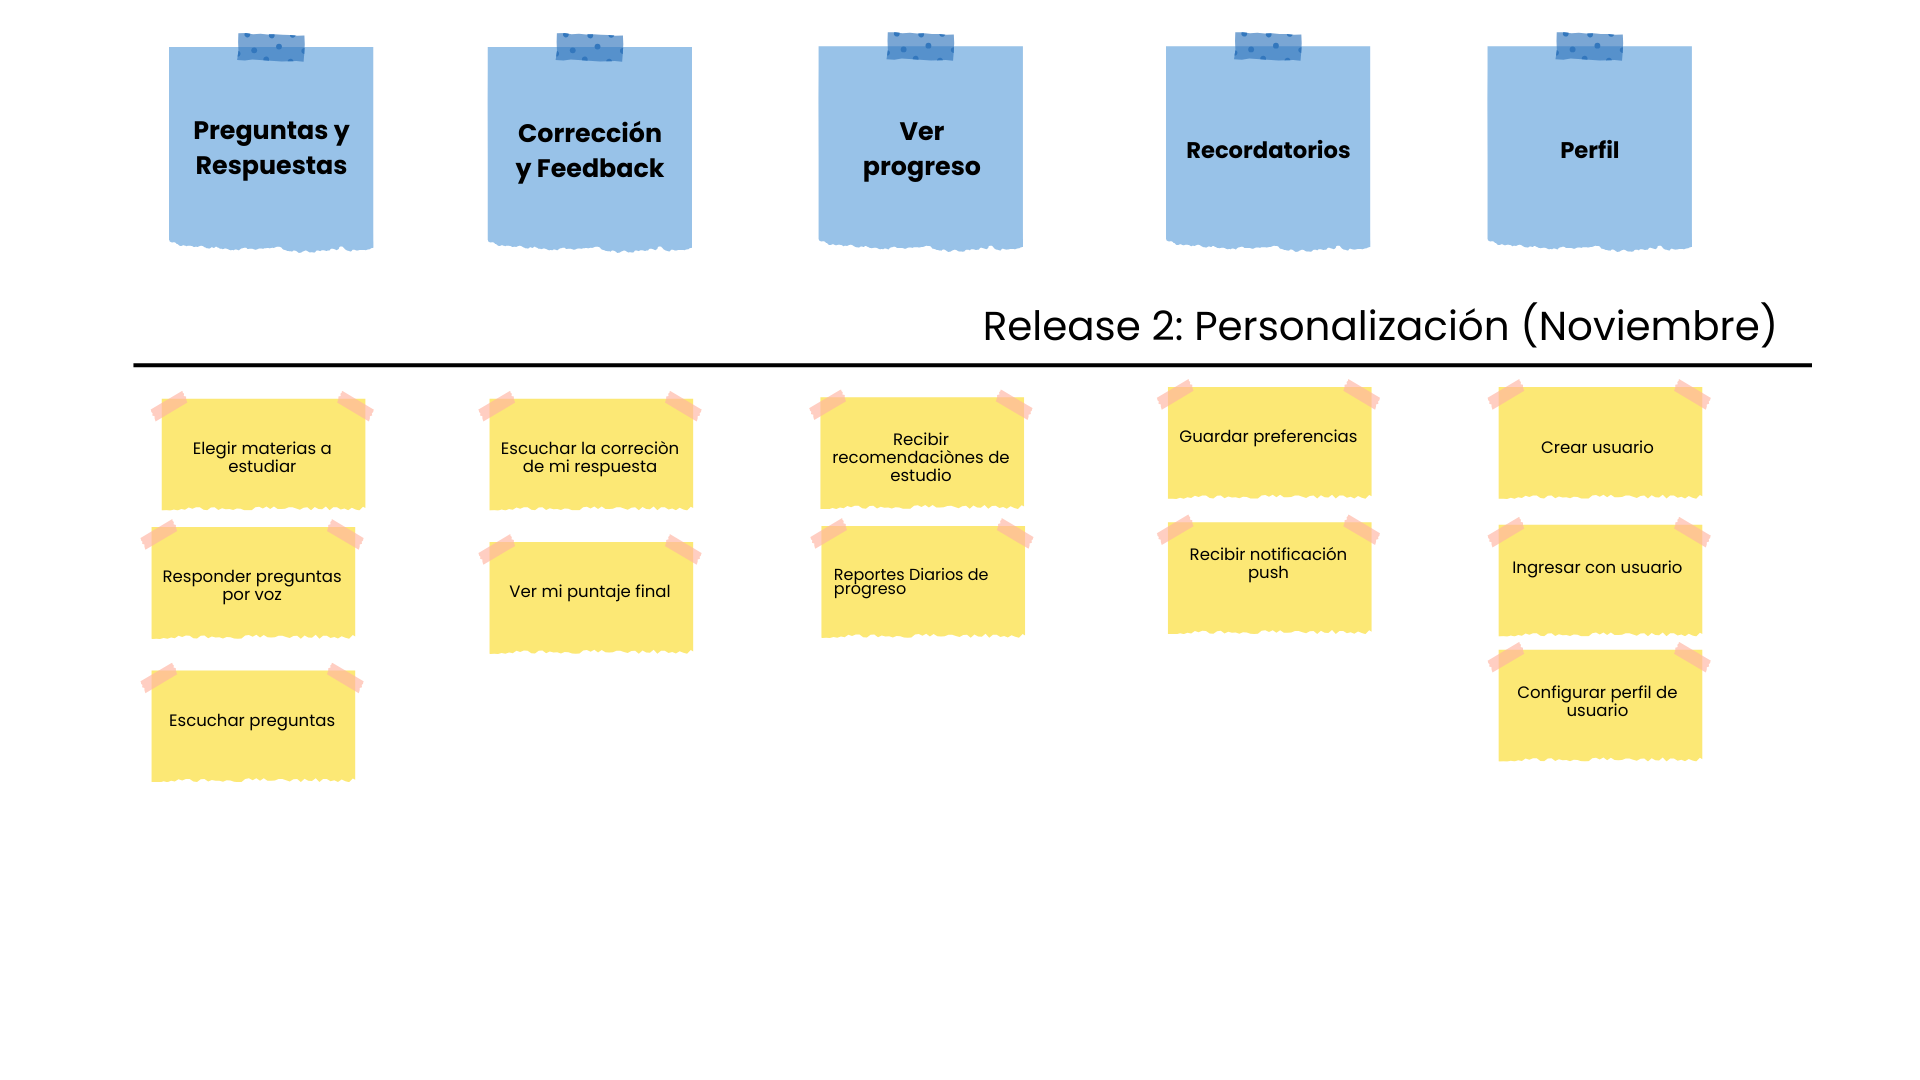 Preguntas y
Respuestas
Corrección
y Feedback
Ver
progreso
Recordatorios
Perfil
Release 2: Personalización (Noviembre)
Elegir materias a
estudiar
Responder preguntas
por voz
Escuchar preguntas
Escuchar la correciòn
de mi respuesta
Ver mi puntaje final
Recibir
recomendaciònes de
estudio
Reportes Diarios de
progreso
Guardar preferencias
Recibir notificación
push
Crear usuario
Ingresar con usuario
Configurar perfil de
usuario